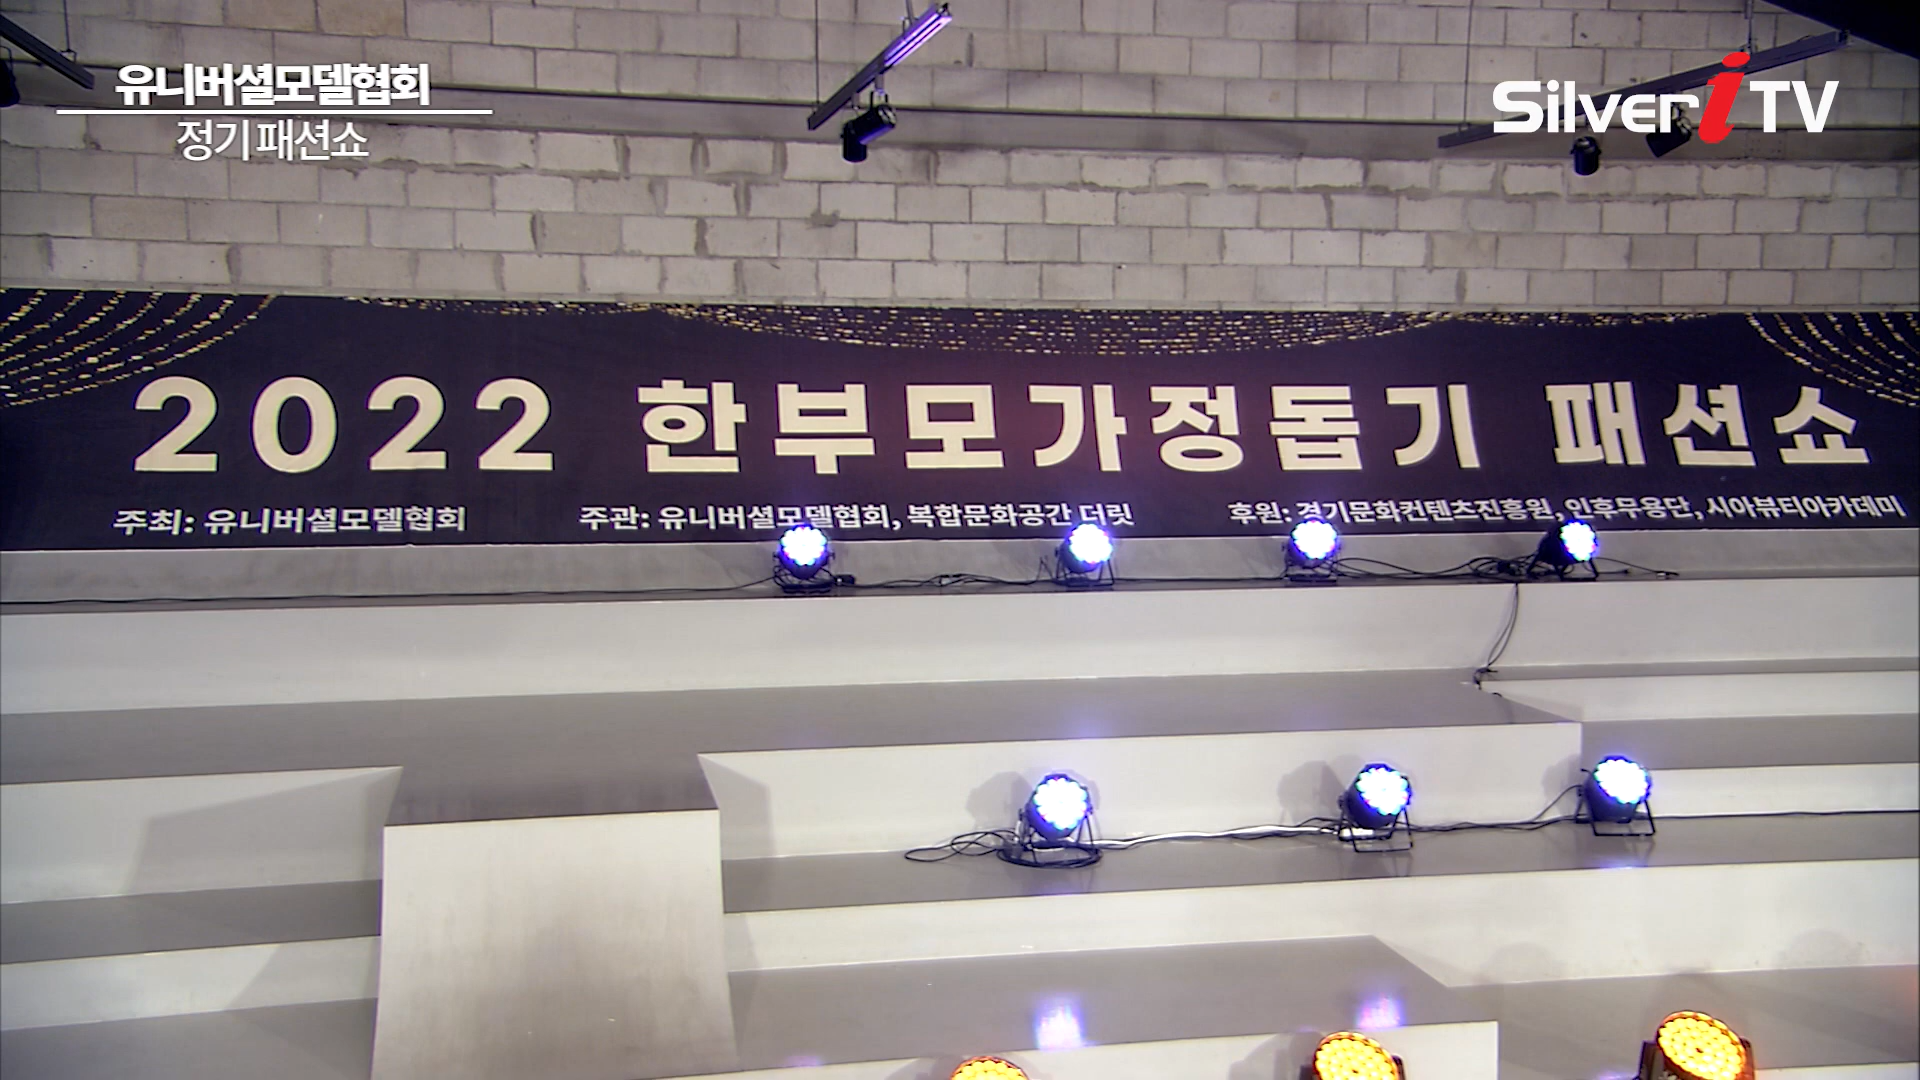 유니버셜모델협회
정기 패션쇼
Silver i TV
2022 한부모가정돕기 패션쇼
주최: 유니버셜모델협회
주관: 유니버셜모델협회, 복합문화공간 더릿
후원: 경기문화컨텐츠진흥원, 인후무용단, 시아뷰티아카데미